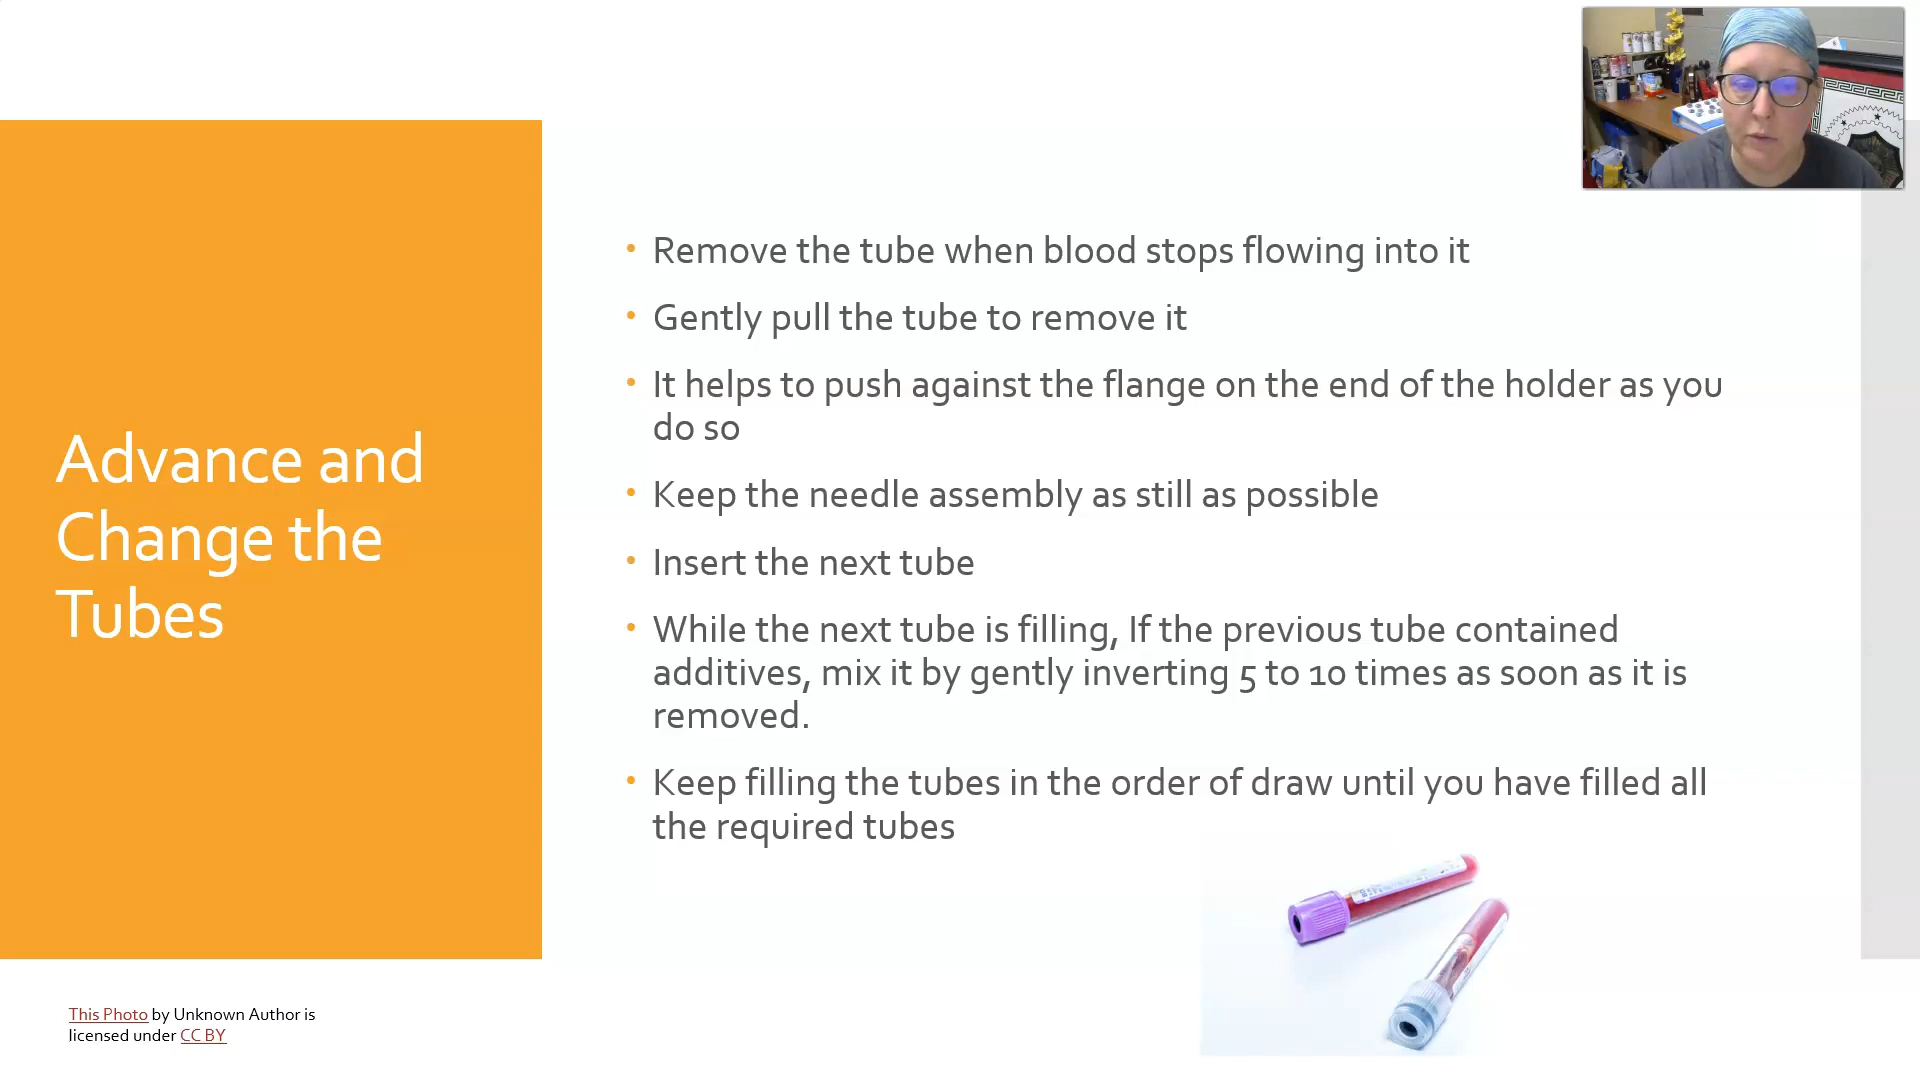 Advance and
Change the
Tubes
• Remove the tube when blood stops flowing into it
• Gently pull the tube to remove it
• It helps to push against the flange on the end of the holder as you
do so
• Keep the needle assembly as still as possible
• Insert the next tube
• While the next tube is filling, If the previous tube contained
additives, mix it by gently inverting 5 to 10 times as soon as it is
removed.
• Keep filling the tubes in the order of draw until you have filled all
the required tubes
This Photo by Unknown Author is
licensed under CC BY